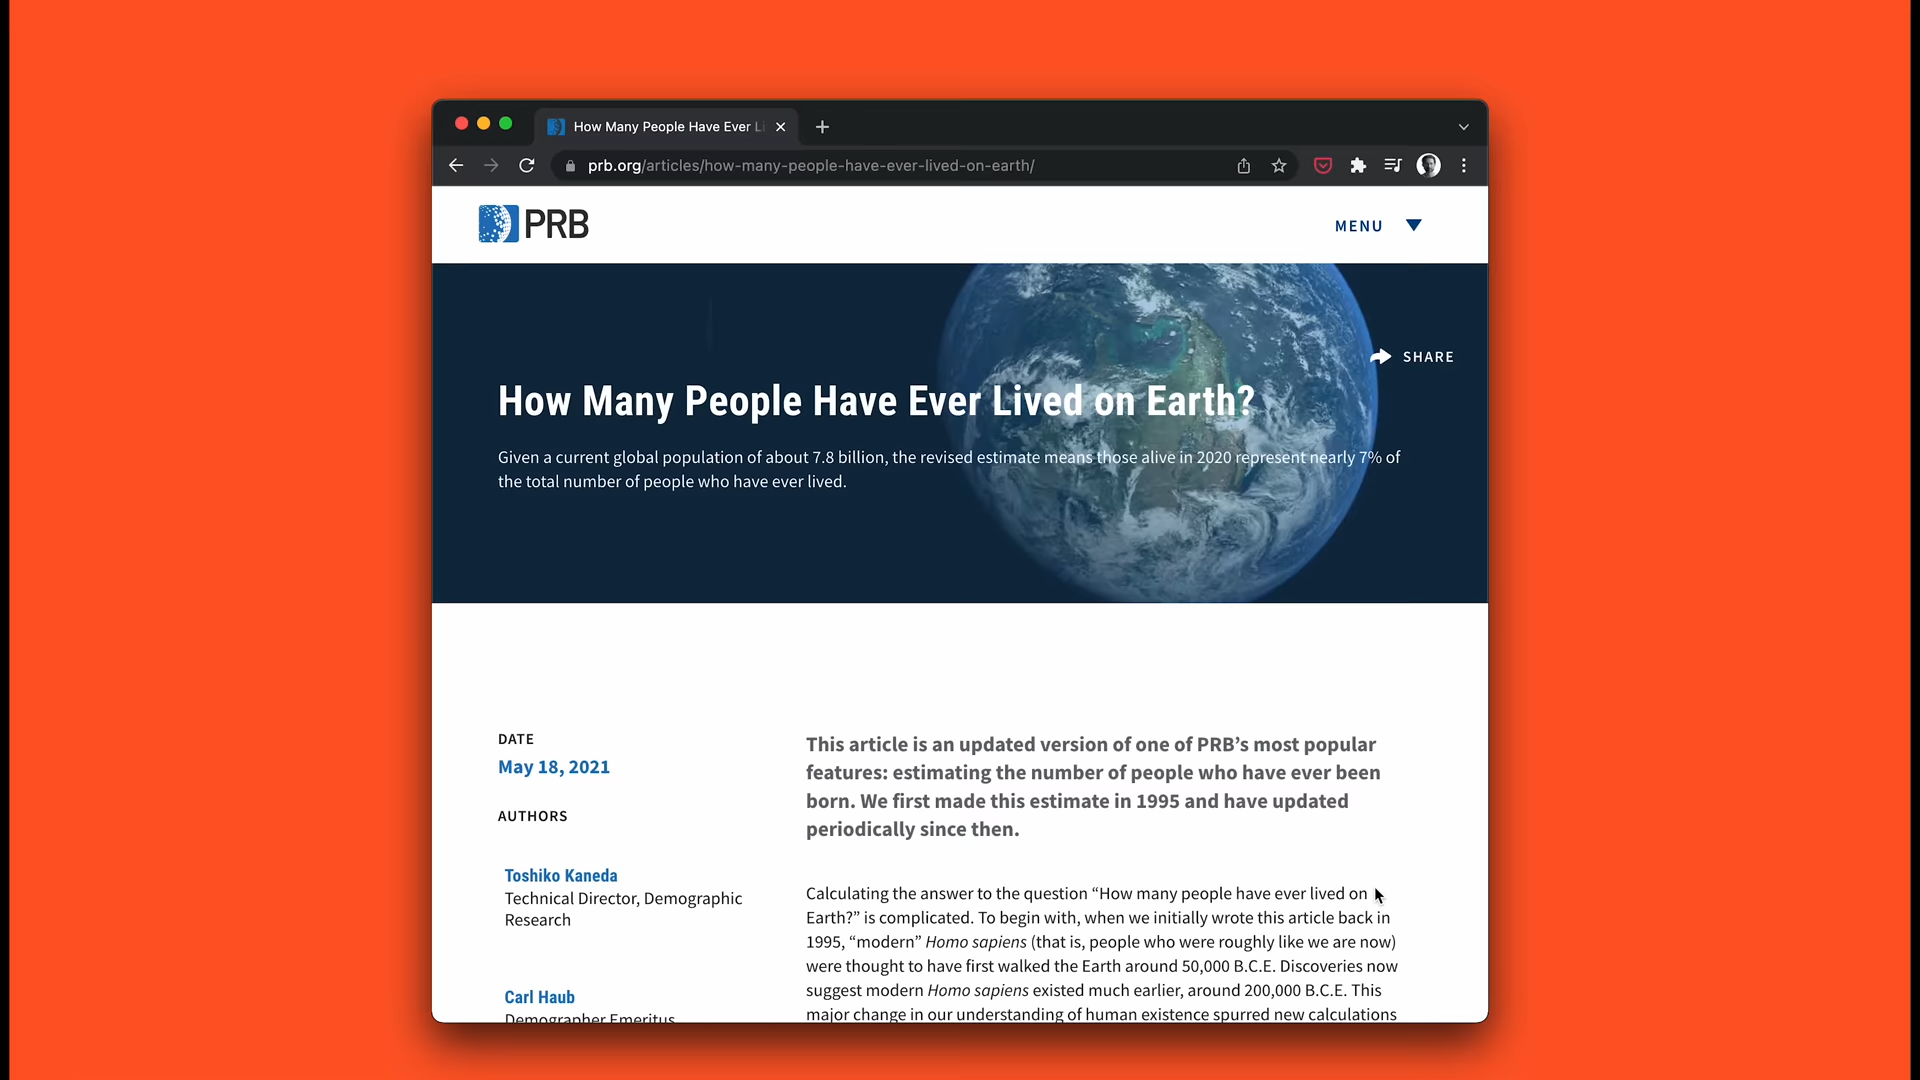 How Many People Have Ever Li
prb.org/articles/how-many-people-have-ever-lived-on-earth/
PRB
MENU
SHARE
How Many People Have Ever Lived on Earth?
Given a current global population of about 7.8 billion, the revised estimate means those alive in 2020 represent nearly 7% of
the total number of people who have ever lived.
DATE
May 18, 2021
AUTHORS
Toshiko Kaneda
Technical Director, Demographic
Research
Carl Haub
Demographer Emeritus
This article is an updated version of one of PRB’s most popular
features: estimating the number of people who have ever been
born. We first made this estimate in 1995 and have updated
periodically since then.
Calculating the answer to the question “How many people have ever lived on
Earth?” is complicated. To begin with, when we initially wrote this article back in
1995, “modern” Homo sapiens (that is, people who were roughly like we are now)
were thought to have first walked the Earth around 50,000 B.C.E. Discoveries now
suggest modern Homo sapiens existed much earlier, around 200,000 B.C.E. This
major change in our understanding of human existence spurred new calculations